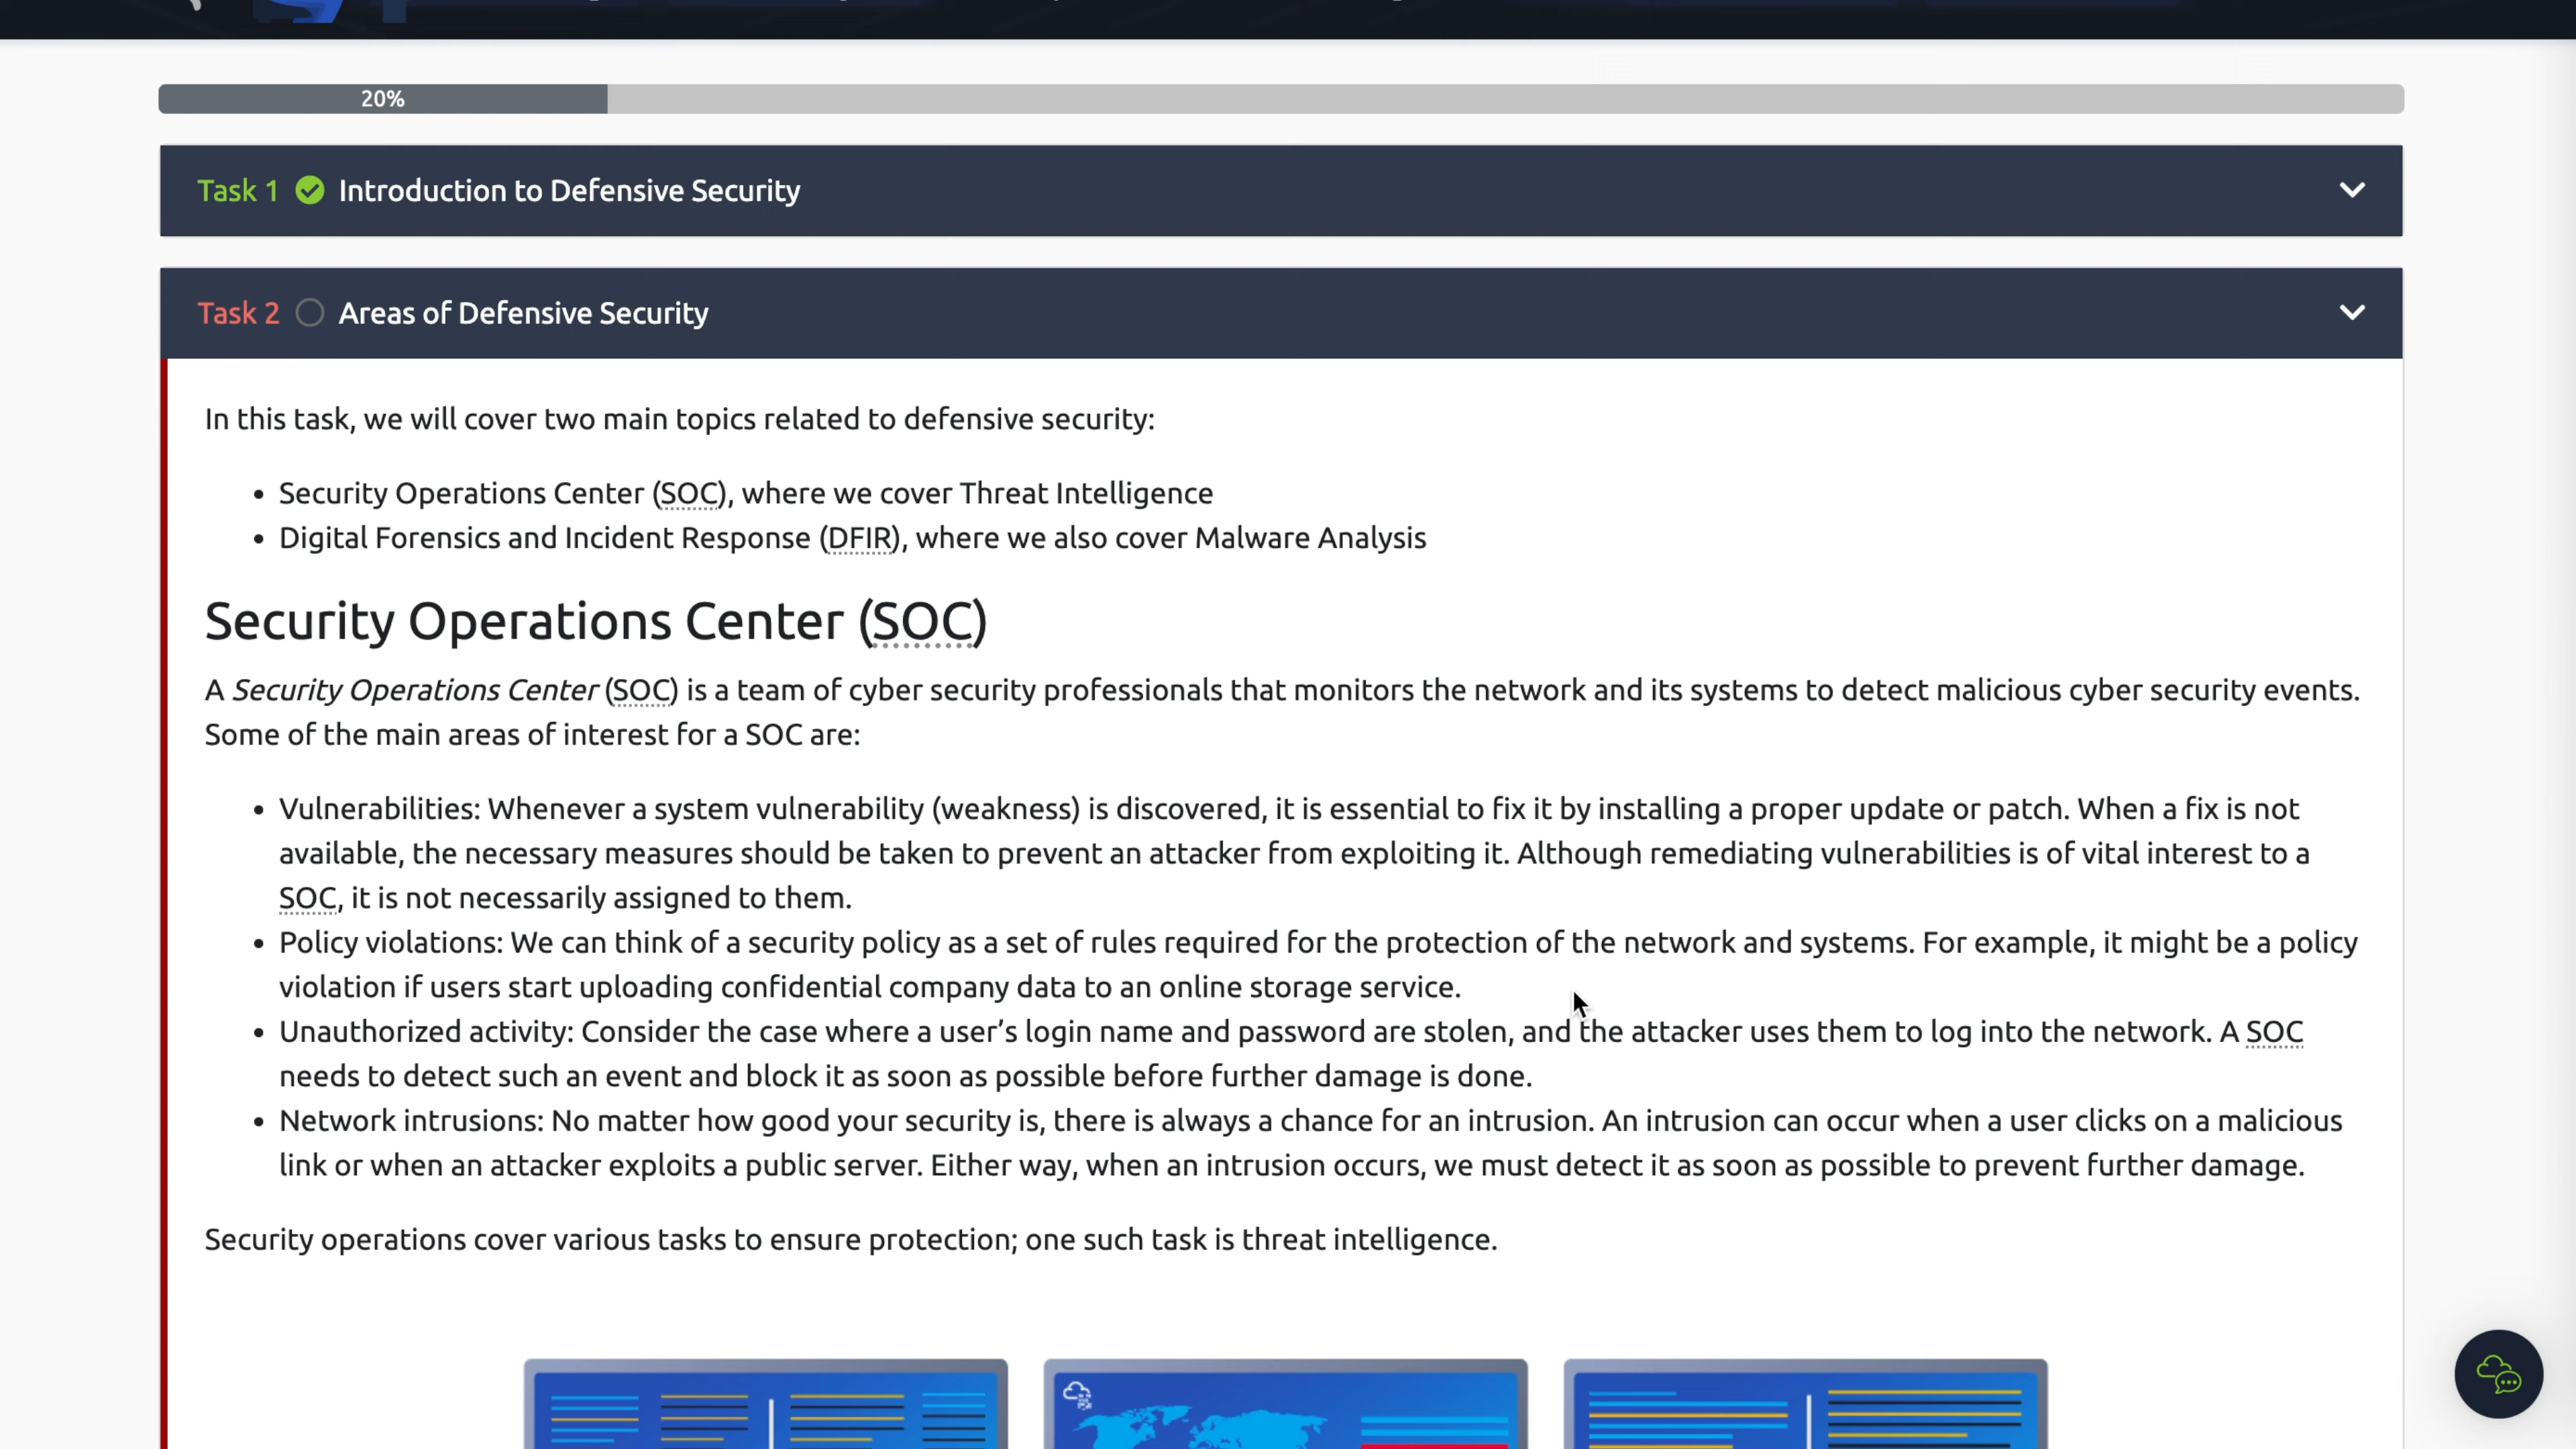 20%
Task 1 Introduction to Defensive Security
Task 2 Areas of Defensive Security
In this task, we will cover two main topics related to defensive security:
• Security Operations Center (SOC), where we cover Threat Intelligence
• Digital Forensics and Incident Response (DFIR), where we also cover Malware Analysis
Security Operations Center (SOC)
A Security Operations Center (SOC) is a team of cyber security professionals that monitors the network and its systems to detect malicious cyber security events.
Some of the main areas of interest for a SOC are:
• Vulnerabilities: Whenever a system vulnerability (weakness) is discovered, it is essential to fix it by installing a proper update or patch. When a fix is not
available, the necessary measures should be taken to prevent an attacker from exploiting it. Although remediating vulnerabilities is of vital interest to a
SOC, it is not necessarily assigned to them.
• Policy violations: We can think of a security policy as a set of rules required for the protection of the network and systems. For example, it might be a policy
violation if users start uploading confidential company data to an online storage service.
• Unauthorized activity: Consider the case where a user’s login name and password are stolen, and the attacker uses them to log into the network. A SOC
needs to detect such an event and block it as soon as possible before further damage is done.
• Network intrusions: No matter how good your security is, there is always a chance for an intrusion. An intrusion can occur when a user clicks on a malicious
link or when an attacker exploits a public server. Either way, when an intrusion occurs, we must detect it as soon as possible to prevent further damage.
Security operations cover various tasks to ensure protection; one such task is threat intelligence.